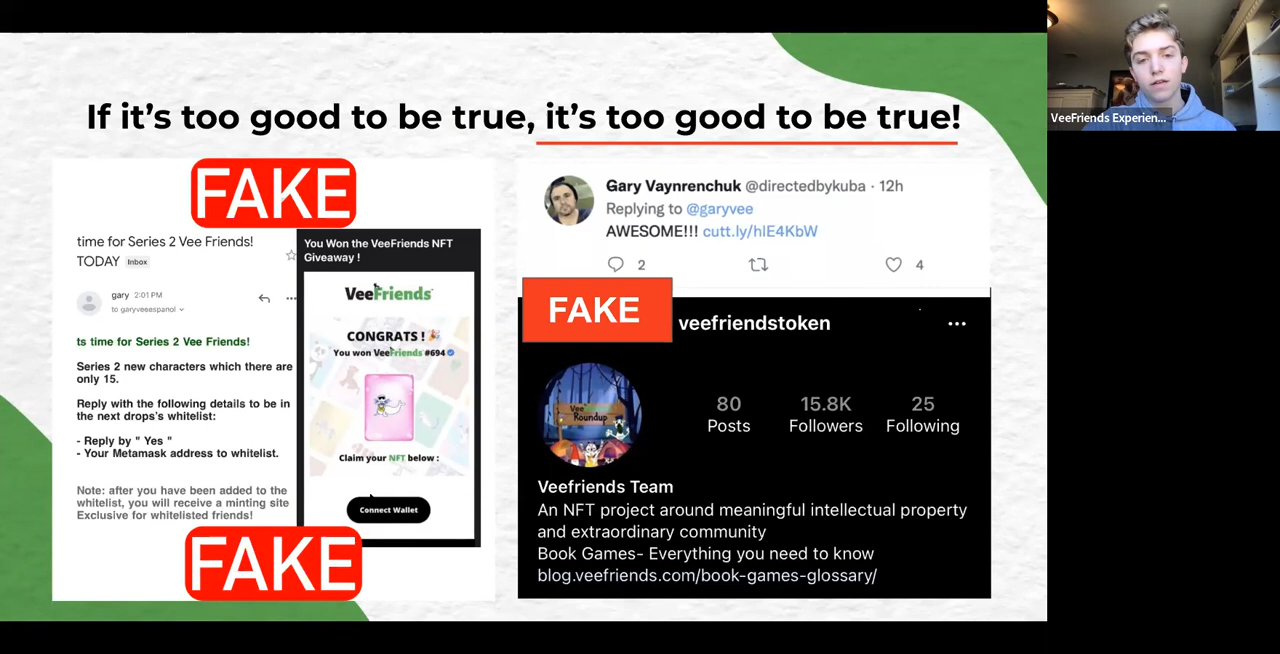 If it's too good to be true, it's too good to be true!
VeeFriends Experien...
FAKE
time for Series 2 Vee Friends!
TODAY Inbox
gary 2:01 PM
to garyveeespanol
ts time for Series 2 Vee Friends!
Series 2 new characters which there are
only 15.
Reply with the following details to be in
the next drops's whitelist:
- Reply by " Yes "
- Your Metamask address to whitelist.
Note: after you have been added to the
whitelist, you will receive a minting site
Exclusive for whitelisted friends!
FAKE
You Won the VeeFriends NFT
Giveaway !
VeeFriends
CONGRATS !
You won VeeFriends #694
Claim your NFT below :
Connect Wallet
Gary Vaynrenchuk @directedbykuba · 12h
Replying to @garyvee
AWESOME!!! cutt.ly/hIE4KbW
2
4
FAKE
veefriendstoken
Vee
Roundup
80 15.8K 25
Posts Followers Following
Veefriends Team
An NFT project around meaningful intellectual property
and extraordinary community
Book Games- Everything you need to know
blog.veefriends.com/book-games-glossary/